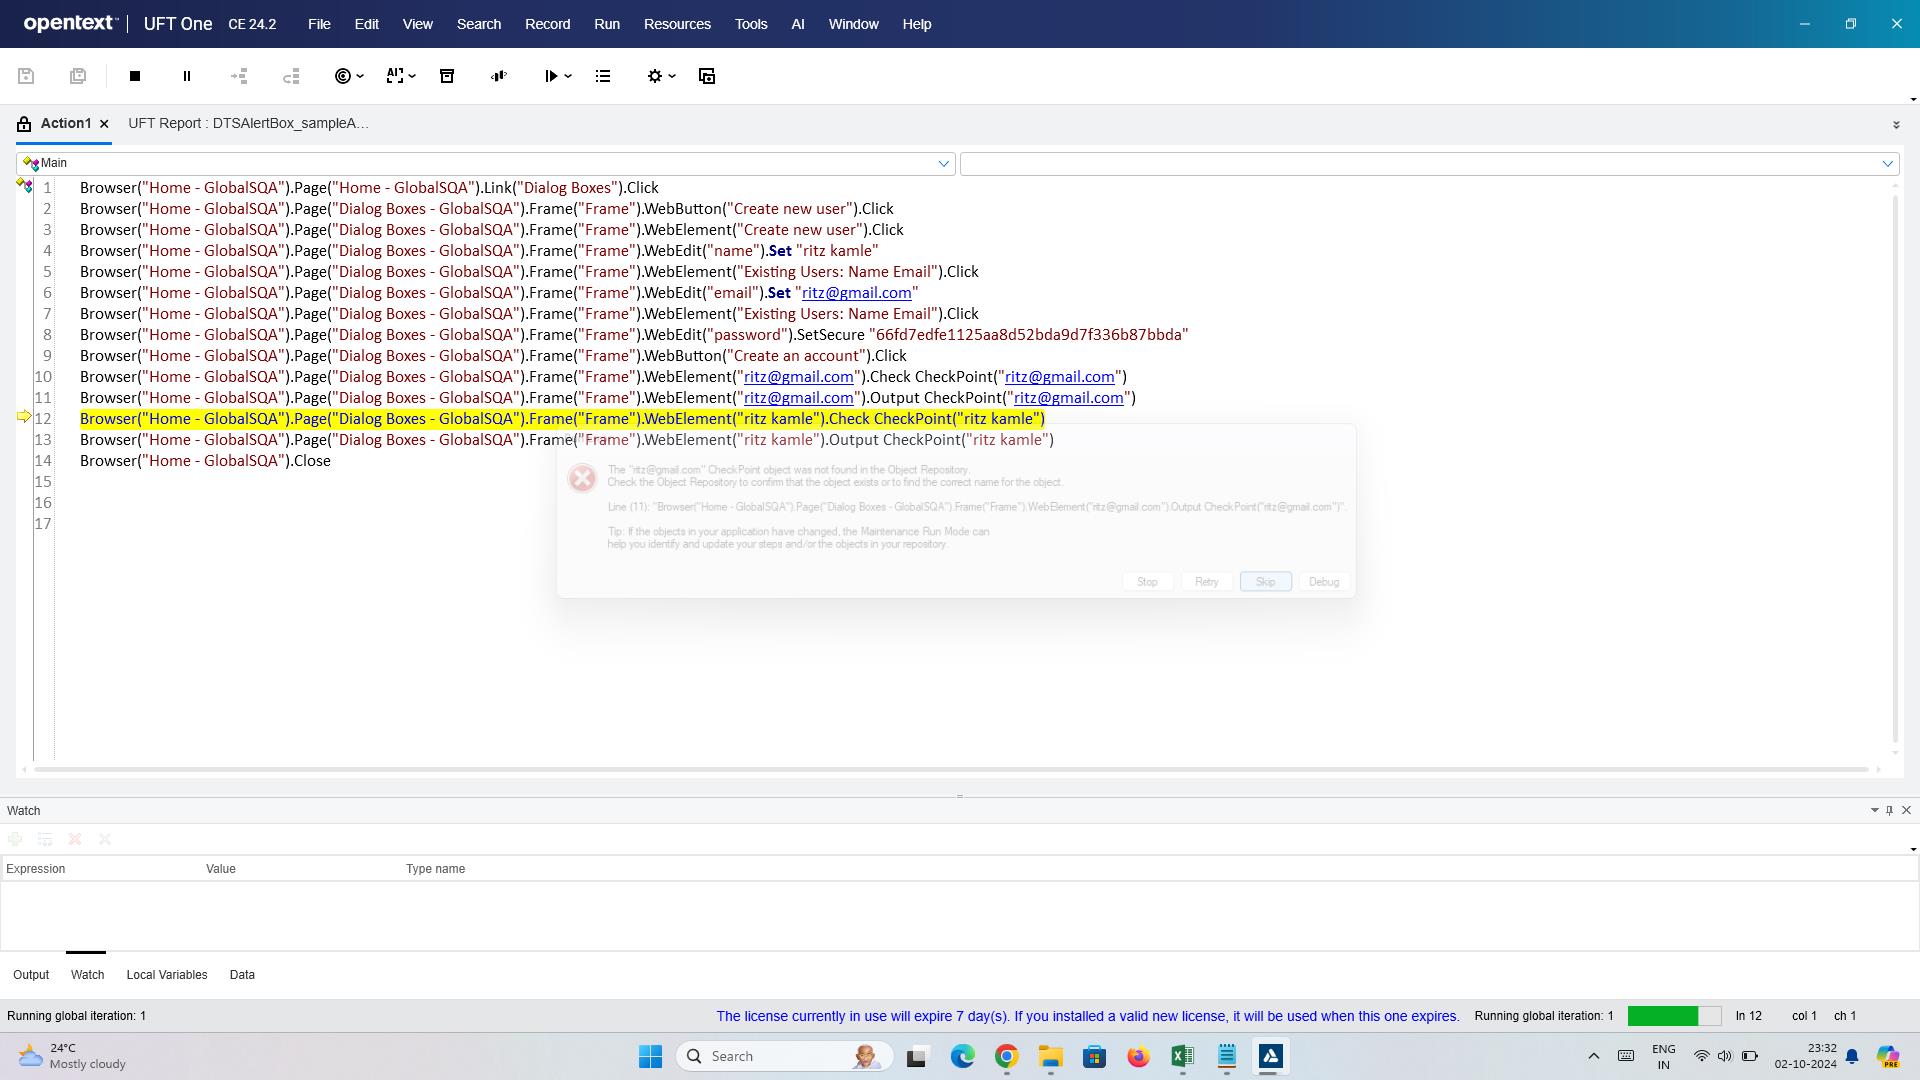 opentext™ | UFT One CE 24.2 File Edit View Search Record Run Resources Tools AI Window Help
Action1 UFT Report : DTSAlertBox_sampleA...
Main
1 Browser("Home - GlobalSQA").Page("Home - GlobalSQA").Link("Dialog Boxes").Click
2 Browser("Home - GlobalSQA").Page("Dialog Boxes - GlobalSQA").Frame("Frame").WebButton("Create new user").Click
3 Browser("Home - GlobalSQA").Page("Dialog Boxes - GlobalSQA").Frame("Frame").WebElement("Create new user").Click
4 Browser("Home - GlobalSQA").Page("Dialog Boxes - GlobalSQA").Frame("Frame").WebEdit("name").Set "ritz kamle"
5 Browser("Home - GlobalSQA").Page("Dialog Boxes - GlobalSQA").Frame("Frame").WebElement("Existing Users: Name Email").Click
6 Browser("Home - GlobalSQA").Page("Dialog Boxes - GlobalSQA").Frame("Frame").WebEdit("email").Set "ritz@gmail.com"
7 Browser("Home - GlobalSQA").Page("Dialog Boxes - GlobalSQA").Frame("Frame").WebElement("Existing Users: Name Email").Click
8 Browser("Home - GlobalSQA").Page("Dialog Boxes - GlobalSQA").Frame("Frame").WebEdit("password").SetSecure "66fd7edfe1125aa8d52bda9d7f336b87bbda"
9 Browser("Home - GlobalSQA").Page("Dialog Boxes - GlobalSQA").Frame("Frame").WebButton("Create an account").Click
10 Browser("Home - GlobalSQA").Page("Dialog Boxes - GlobalSQA").Frame("Frame").WebElement("ritz@gmail.com").Check CheckPoint("ritz@gmail.com")
11 Browser("Home - GlobalSQA").Page("Dialog Boxes - GlobalSQA").Frame("Frame").WebElement("ritz@gmail.com").Output CheckPoint("ritz@gmail.com")
12 Browser("Home - GlobalSQA").Page("Dialog Boxes - GlobalSQA").Frame("Frame").WebElement("ritz kamle").Check CheckPoint("ritz kamle")
13 Browser("Home - GlobalSQA").Page("Dialog Boxes - GlobalSQA").Frame("Frame").WebElement("ritz kamle").Output CheckPoint("ritz kamle")
14 Browser("Home - GlobalSQA").Close
15
16
17
The "ritz@gmail.com" CheckPoint object was not found in the Object Repository.
Check the Object Repository to confirm that the object exists or to find the correct name for the object.
Line (11): "Browser("Home - GlobalSQA").Page("Dialog Boxes - GlobalSQA").Frame("Frame").WebElement("ritz@gmail.com").Output CheckPoint("ritz@gmail.com")".
Tip: If the objects in your application have changed, the Maintenance Run Mode can
help you identify and update your steps and/or the objects in your repository.
Stop Retry Skip Debug
Watch
Expression Value Type name
Output Watch Local Variables Data
Running global iteration: 1 The license currently in use will expire 7 day(s). If you installed a valid new license, it will be used when this one expires. Running global iteration: 1 ln 12 col 1 ch 1
24°C
Mostly cloudy
Search
ENG
IN
23:32
02-10-2024
PRE